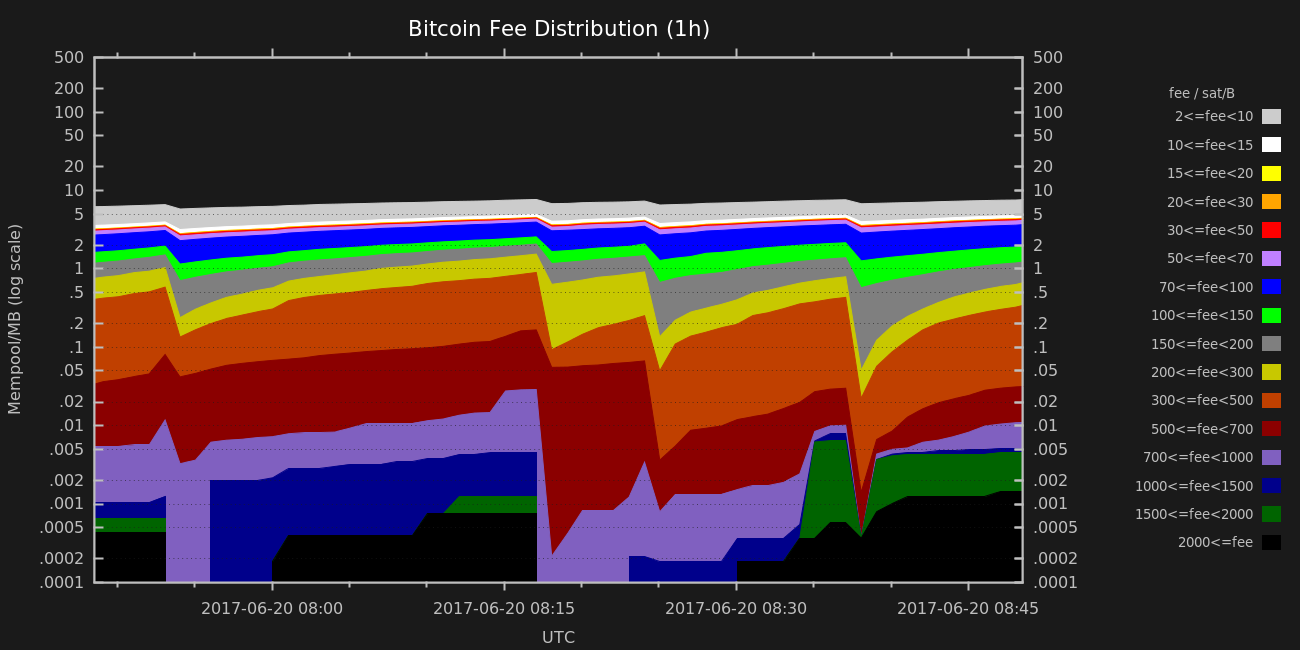 Bitcoin Fee Distribution (1h)
Mempool/MB (log scale)
500
200
100
50
20
10
5
2
1
.5
.2
.1
.05
.02
.01
.005
.002
.001
.0005
.0002
.0001
500
200
100
50
20
10
5
2
1
.5
.2
.1
.05
.02
.01
.005
.002
.001
.0005
.0002
.0001
2017-06-20 08:00
2017-06-20 08:15
2017-06-20 08:30
2017-06-20 08:45
UTC
fee / sat/B
2<=fee<10
10<=fee<15
15<=fee<20
20<=fee<30
30<=fee<50
50<=fee<70
70<=fee<100
100<=fee<150
150<=fee<200
200<=fee<300
300<=fee<500
500<=fee<700
700<=fee<1000
1000<=fee<1500
1500<=fee<2000
2000<=fee